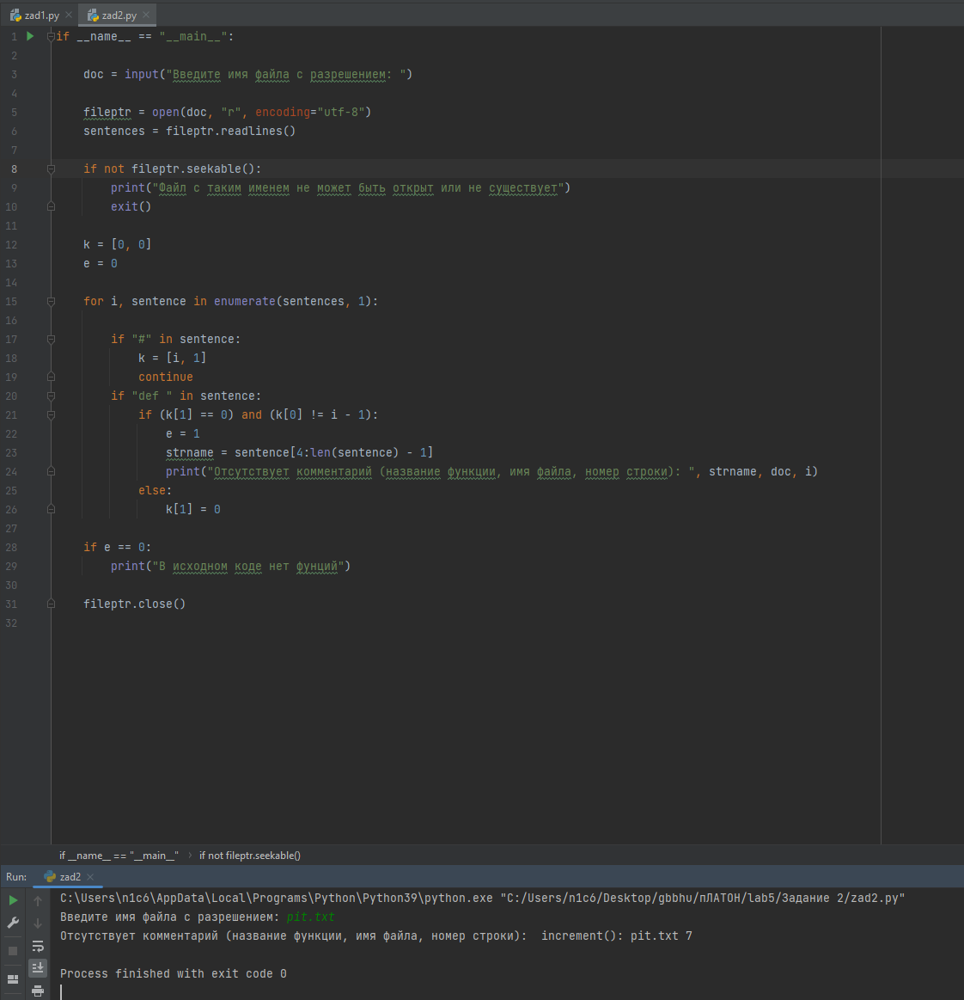 zad1.py zad2.py
1 if __name__ == "__main__":
2
3 doc = input("Введите имя файла с разрешением: ")
4
5 fileptr = open(doc, "r", encoding="utf-8")
6 sentences = fileptr.readlines()
7
8 if not fileptr.seekable():
9 print("Файл с таким именем не может быть открыт или не существует")
10 exit()
11
12 k = [0, 0]
13 e = 0
14
15 for i, sentence in enumerate(sentences, 1):
16
17 if "#" in sentence:
18 k = [i, 1]
19 continue
20 if "def " in sentence:
21 if (k[1] == 0) and (k[0] != i - 1):
22 e = 1
23 strname = sentence[4:len(sentence) - 1]
24 print("Отсутствует комментарий (название функции, имя файла, номер строки): ", strname, doc, i)
25 else:
26 k[1] = 0
27
28 if e == 0:
29 print("В исходном коде нет фунций")
30
31 fileptr.close()
32
if __name__ == "__main__" › if not fileptr.seekable()
Run: zad2
C:\Users\n1c6\AppData\Local\Programs\Python\Python39\python.exe "C:/Users/n1c6/Desktop/gbbhu/пЛАТОН/lab5/Задание 2/zad2.py"
Введите имя файла с разрешением: pit.txt
Отсутствует комментарий (название функции, имя файла, номер строки):  increment(): pit.txt 7
Process finished with exit code 0